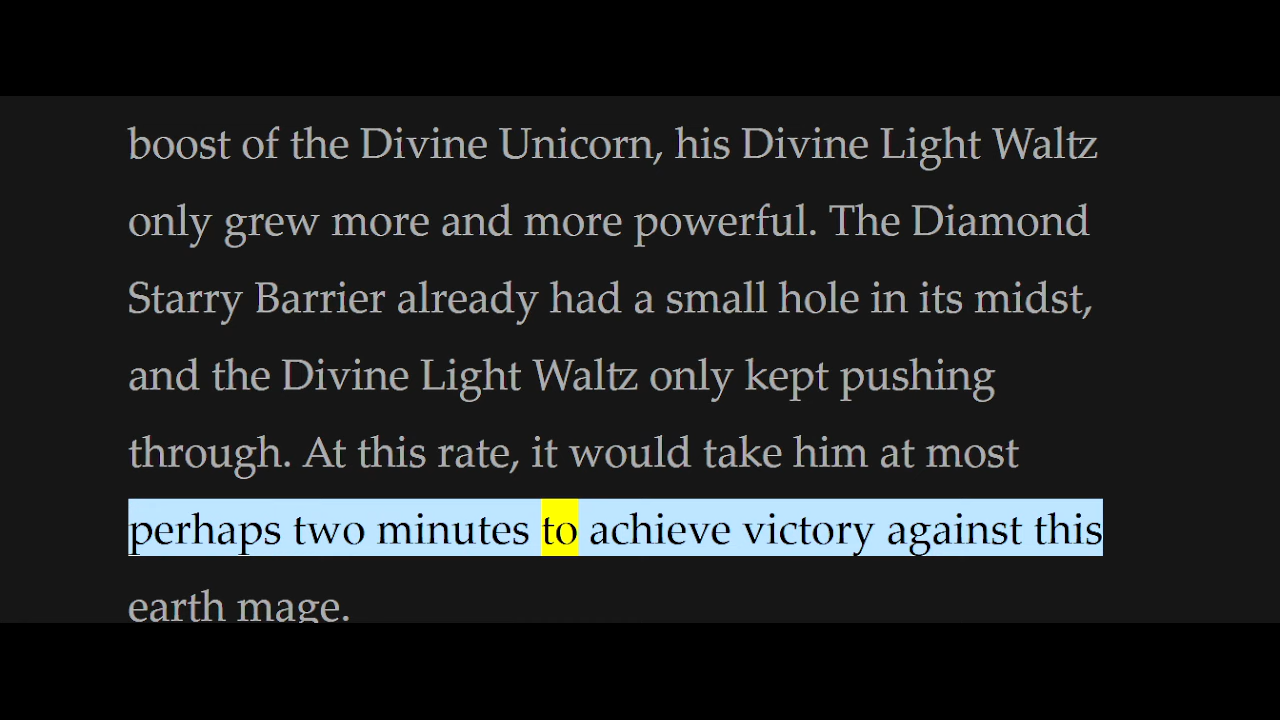 boost of the Divine Unicorn, his Divine Light Waltz
only grew more and more powerful. The Diamond
Starry Barrier already had a small hole in its midst,
and the Divine Light Waltz only kept pushing
through. At this rate, it would take him at most
perhaps two minutes to achieve victory against this
earth mage.